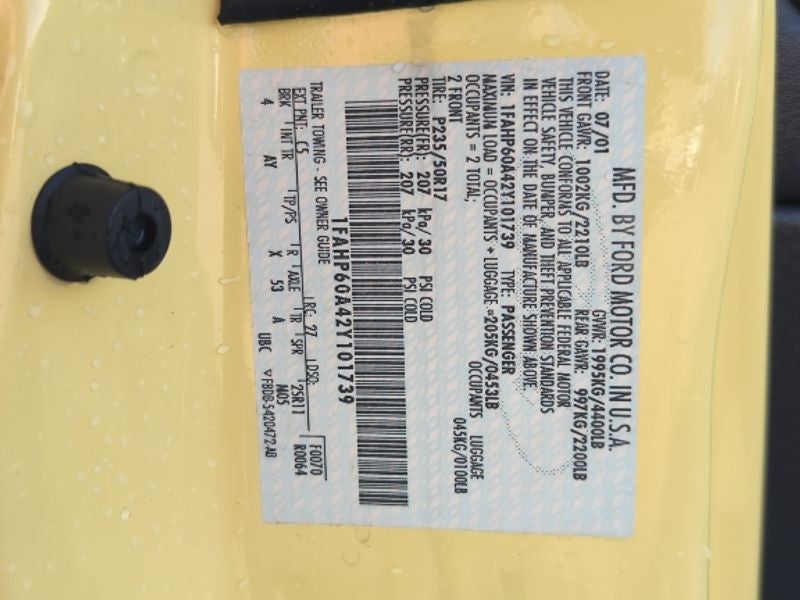 MFD. BY FORD MOTOR CO. IN U.S.A.
DATE: 07/01 GVWR: 1995KG/4400LB
FRONT GAWR: 1002KG/2210LB REAR GAWR: 997KG/2200LB
THIS VEHICLE CONFORMS TO ALL APPLICABLE FEDERAL MOTOR
VEHICLE SAFETY, BUMPER, AND THEFT PREVENTION STANDARDS
IN EFFECT ON THE DATE OF MANUFACTURE SHOWN ABOVE.
VIN: 1FAHP60A42Y101739 TYPE: PASSENGER
MAXIMUM LOAD = OCCUPANTS + LUGGAGE =205KG/0453LB
OCCUPANTS = 2 TOTAL; OCCUPANTS LUGGAGE
2 FRONT 045KG/0100LB
TIRE: P235/50R17
PRESSURE(FR) 207 kPa/30 PSI COLD
PRESSURE(RR) 207 kPa/30 PSI COLD
1FAHP60A42Y101739
TRAILER TOWING - SEE OWNER GUIDE
EXT PNT: C5 RC: 27 DSO: F0070
BRK INT TR TP/PS R AXLE TR SPR 25R11 R0064
4 AY X 53 A N05
UBC ▽F8DB-5420472-AB